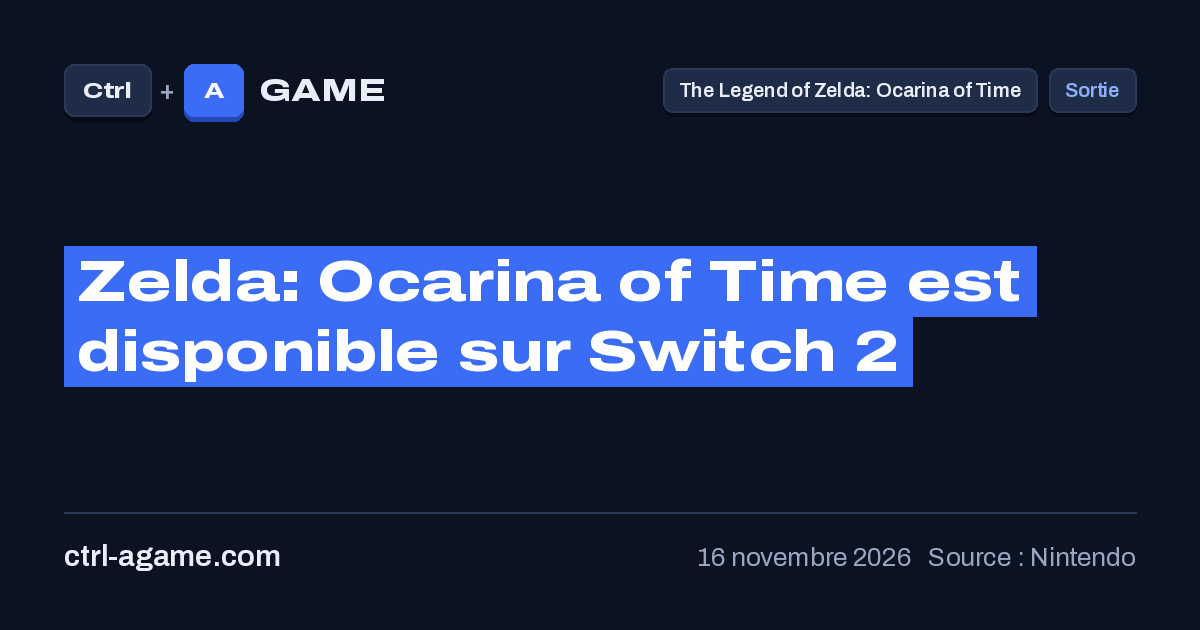 Ctrl + A GAME
The Legend of Zelda: Ocarina of Time
Sortie
Zelda: Ocarina of Time est
disponible sur Switch 2
ctrl-agame.com
16 novembre 2026 Source : Nintendo